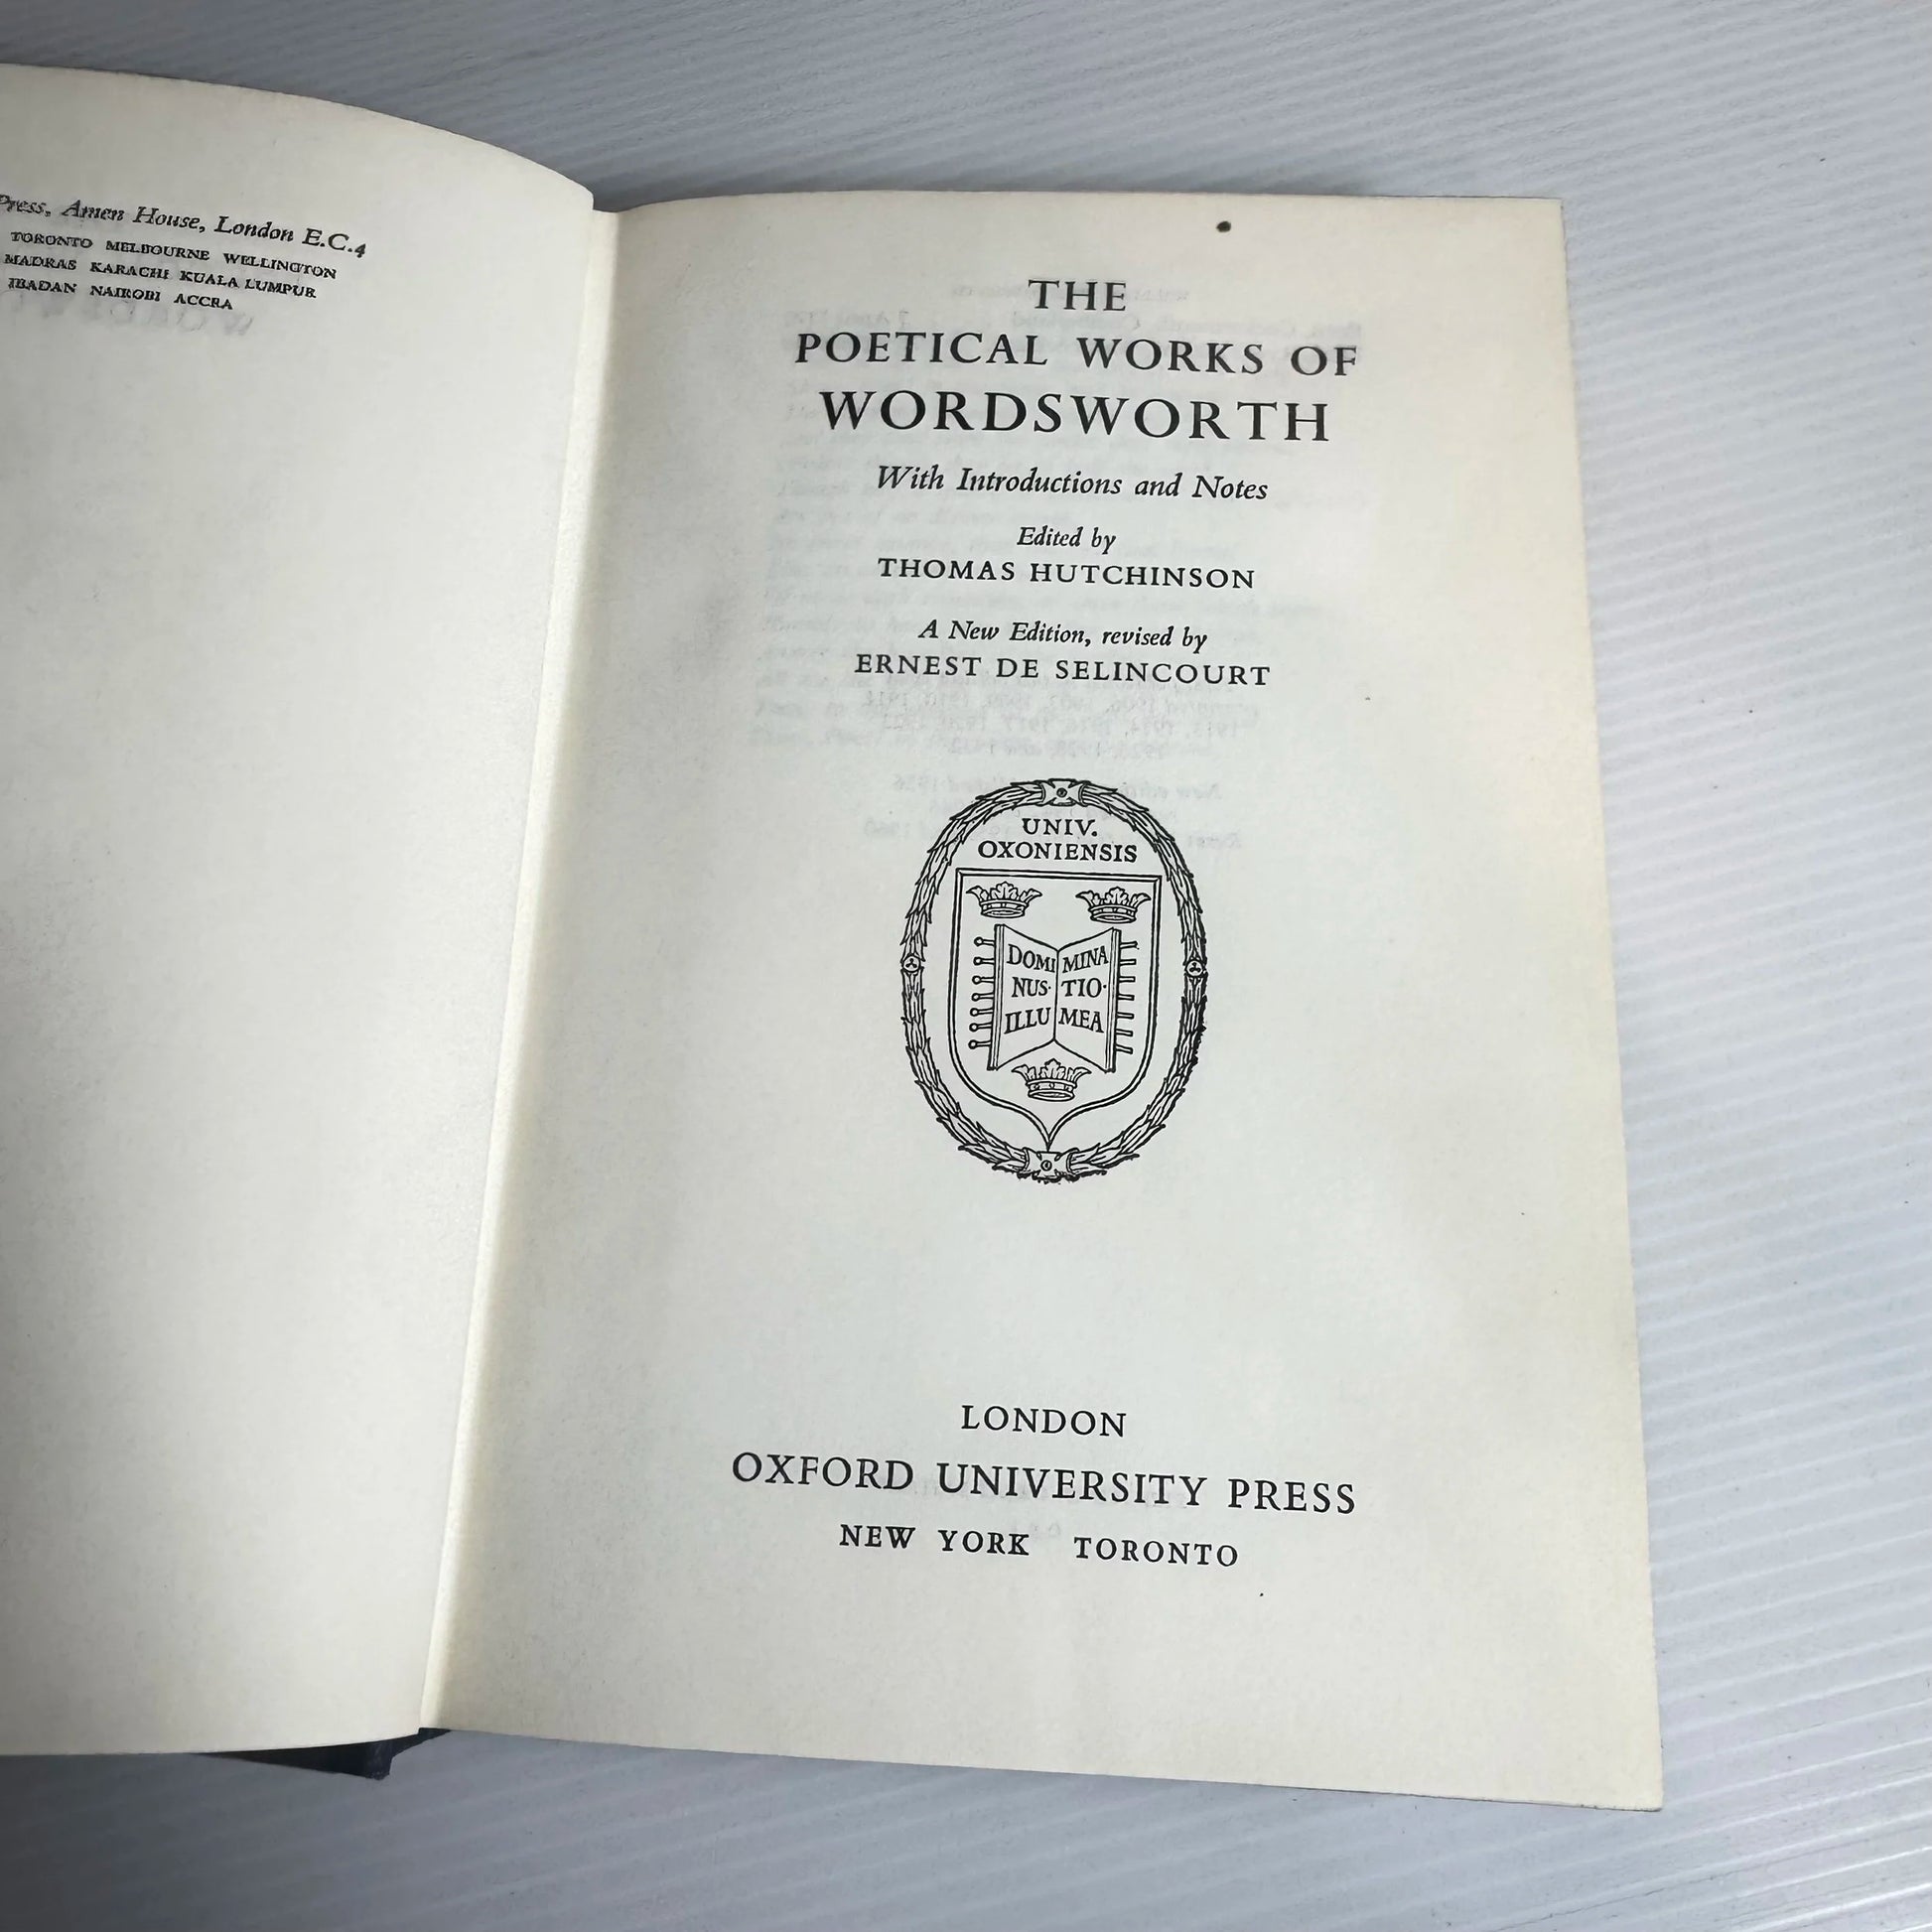 Press, Amen House, London E.C.4
TORONTO MELBOURNE WELLINGTON
MADRAS KARACHI KUALA LUMPUR
IBADAN NAIROBI ACCRA
THE
POETICAL WORKS OF
WORDSWORTH
With Introductions and Notes
Edited by
THOMAS HUTCHINSON
A New Edition, revised by
ERNEST DE SELINCOURT
UNIV.
OXONIENSIS
DOMI MINA
NUS· TIO·
ILLU MEA
LONDON
OXFORD UNIVERSITY PRESS
NEW YORK TORONTO